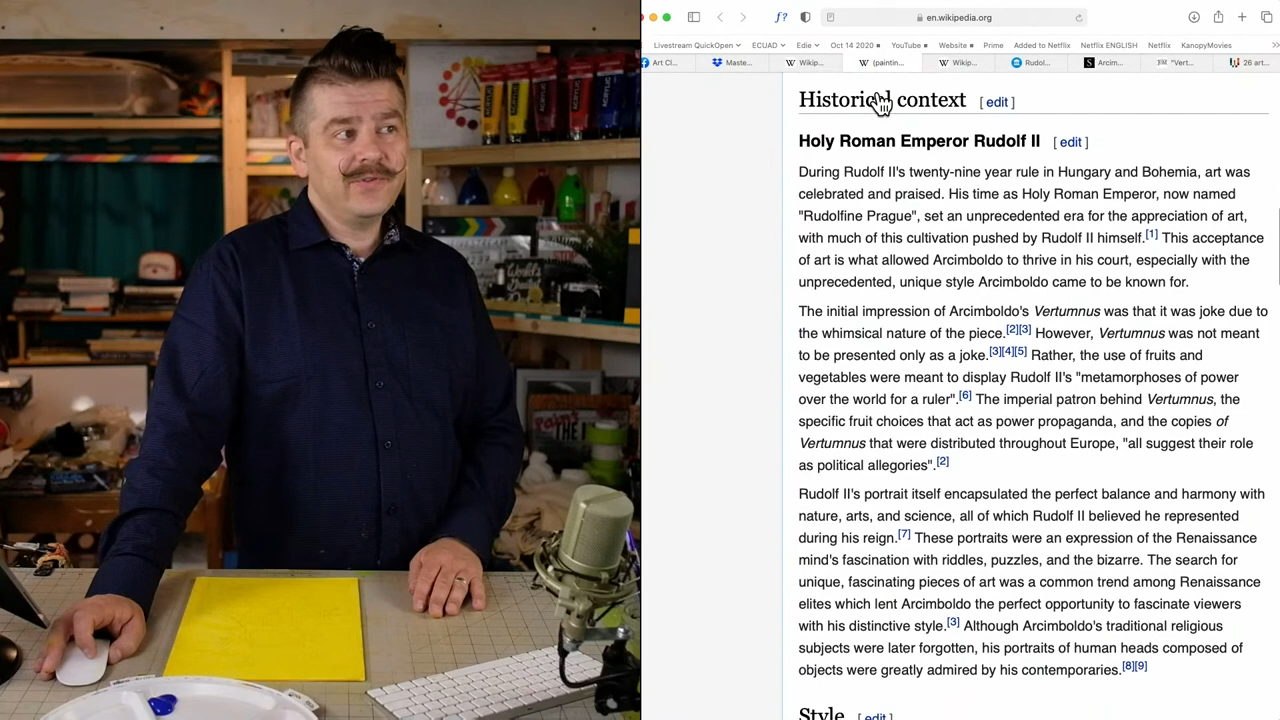 en.wikipedia.org
Livestream QuickOpen
ECUAD
Edie
Oct 14 2020
YouTube
Website
Prime
Added to Netflix
Netflix ENGLISH
Netflix
KanopyMovies
Art Cl...
Maste...
Wikip...
(paintin...
Wikip...
Rudol...
Arcim...
"Vert...
26 art...
Historical context [ edit ]
Holy Roman Emperor Rudolf II [ edit ]
During Rudolf II's twenty-nine year rule in Hungary and Bohemia, art was
celebrated and praised. His time as Holy Roman Emperor, now named
"Rudolfine Prague", set an unprecedented era for the appreciation of art,
with much of this cultivation pushed by Rudolf II himself.[1] This acceptance
of art is what allowed Arcimboldo to thrive in his court, especially with the
unprecedented, unique style Arcimboldo came to be known for.
The initial impression of Arcimboldo's Vertumnus was that it was joke due to
the whimsical nature of the piece.[2][3] However, Vertumnus was not meant
to be presented only as a joke.[3][4][5] Rather, the use of fruits and
vegetables were meant to display Rudolf II's "metamorphoses of power
over the world for a ruler".[6] The imperial patron behind Vertumnus, the
specific fruit choices that act as power propaganda, and the copies of
Vertumnus that were distributed throughout Europe, "all suggest their role
as political allegories".[2]
Rudolf II's portrait itself encapsulated the perfect balance and harmony with
nature, arts, and science, all of which Rudolf II believed he represented
during his reign.[7] These portraits were an expression of the Renaissance
mind's fascination with riddles, puzzles, and the bizarre. The search for
unique, fascinating pieces of art was a common trend among Renaissance
elites which lent Arcimboldo the perfect opportunity to fascinate viewers
with his distinctive style.[3] Although Arcimboldo's traditional religious
subjects were later forgotten, his portraits of human heads composed of
objects were greatly admired by his contemporaries.[8][9]
Style [ edit ]